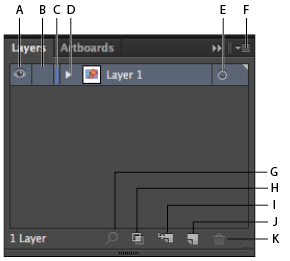 A B C D E F
Layers Artboards
Layer 1
G
H
I
J
1 Layer K